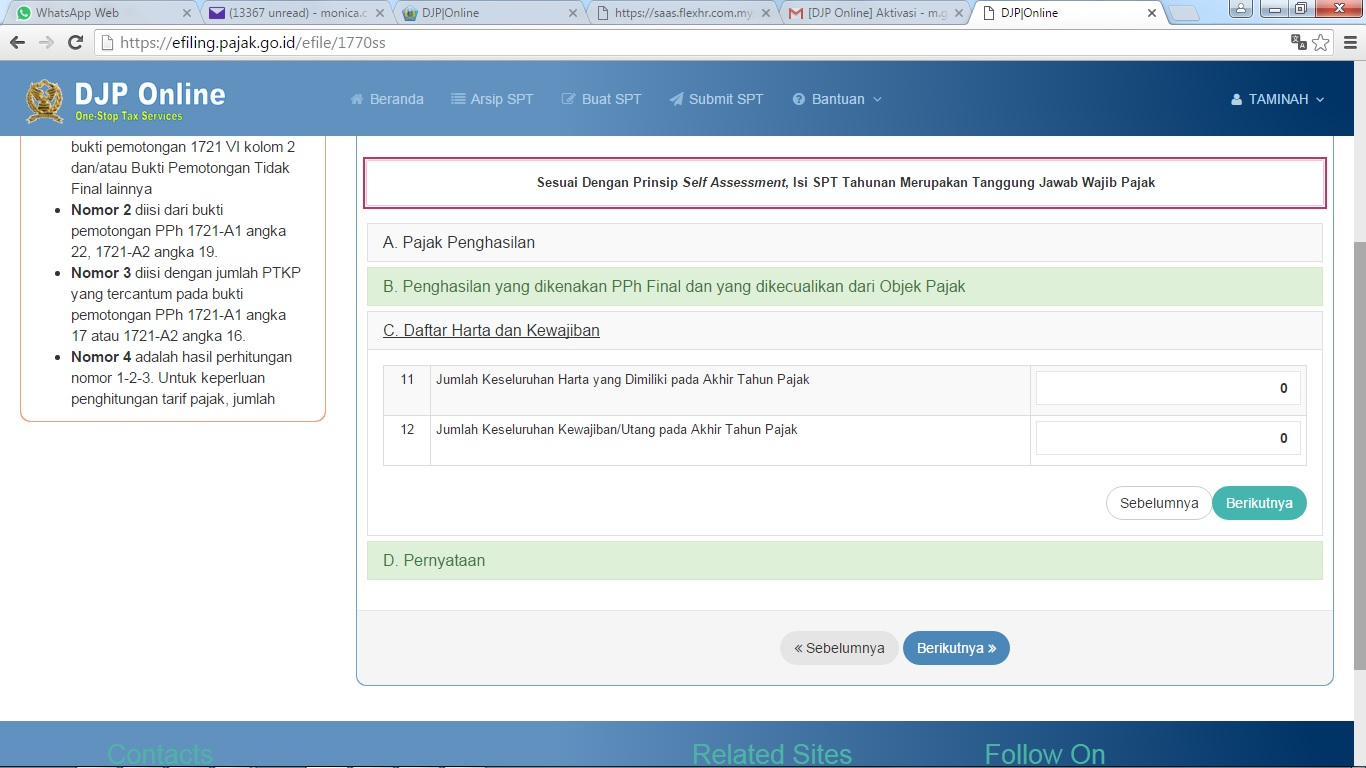 WhatsApp Web
(13367 unread) - monica.c
DJP|Online
https://saas.flexhr.com.my
[DJP Online] Aktivasi - m.g
DJP|Online
https://efiling.pajak.go.id/efile/1770ss
DJP Online
One-Stop Tax Services
Beranda
Arsip SPT
Buat SPT
Submit SPT
Bantuan
TAMINAH
bukti pemotongan 1721 VI kolom 2
dan/atau Bukti Pemotongan Tidak
Final lainnya
Nomor 2 diisi dari bukti
pemotongan PPh 1721-A1 angka
22, 1721-A2 angka 19.
Nomor 3 diisi dengan jumlah PTKP
yang tercantum pada bukti
pemotongan PPh 1721-A1 angka
17 atau 1721-A2 angka 16.
Nomor 4 adalah hasil perhitungan
nomor 1-2-3. Untuk keperluan
penghitungan tarif pajak, jumlah
Sesuai Dengan Prinsip Self Assessment, Isi SPT Tahunan Merupakan Tanggung Jawab Wajib Pajak
A. Pajak Penghasilan
B. Penghasilan yang dikenakan PPh Final dan yang dikecualikan dari Objek Pajak
C. Daftar Harta dan Kewajiban
11 Jumlah Keseluruhan Harta yang Dimiliki pada Akhir Tahun Pajak 0
12 Jumlah Keseluruhan Kewajiban/Utang pada Akhir Tahun Pajak 0
Sebelumnya Berikutnya
D. Pernyataan
« Sebelumnya Berikutnya »
Contacts
Related Sites
Follow On